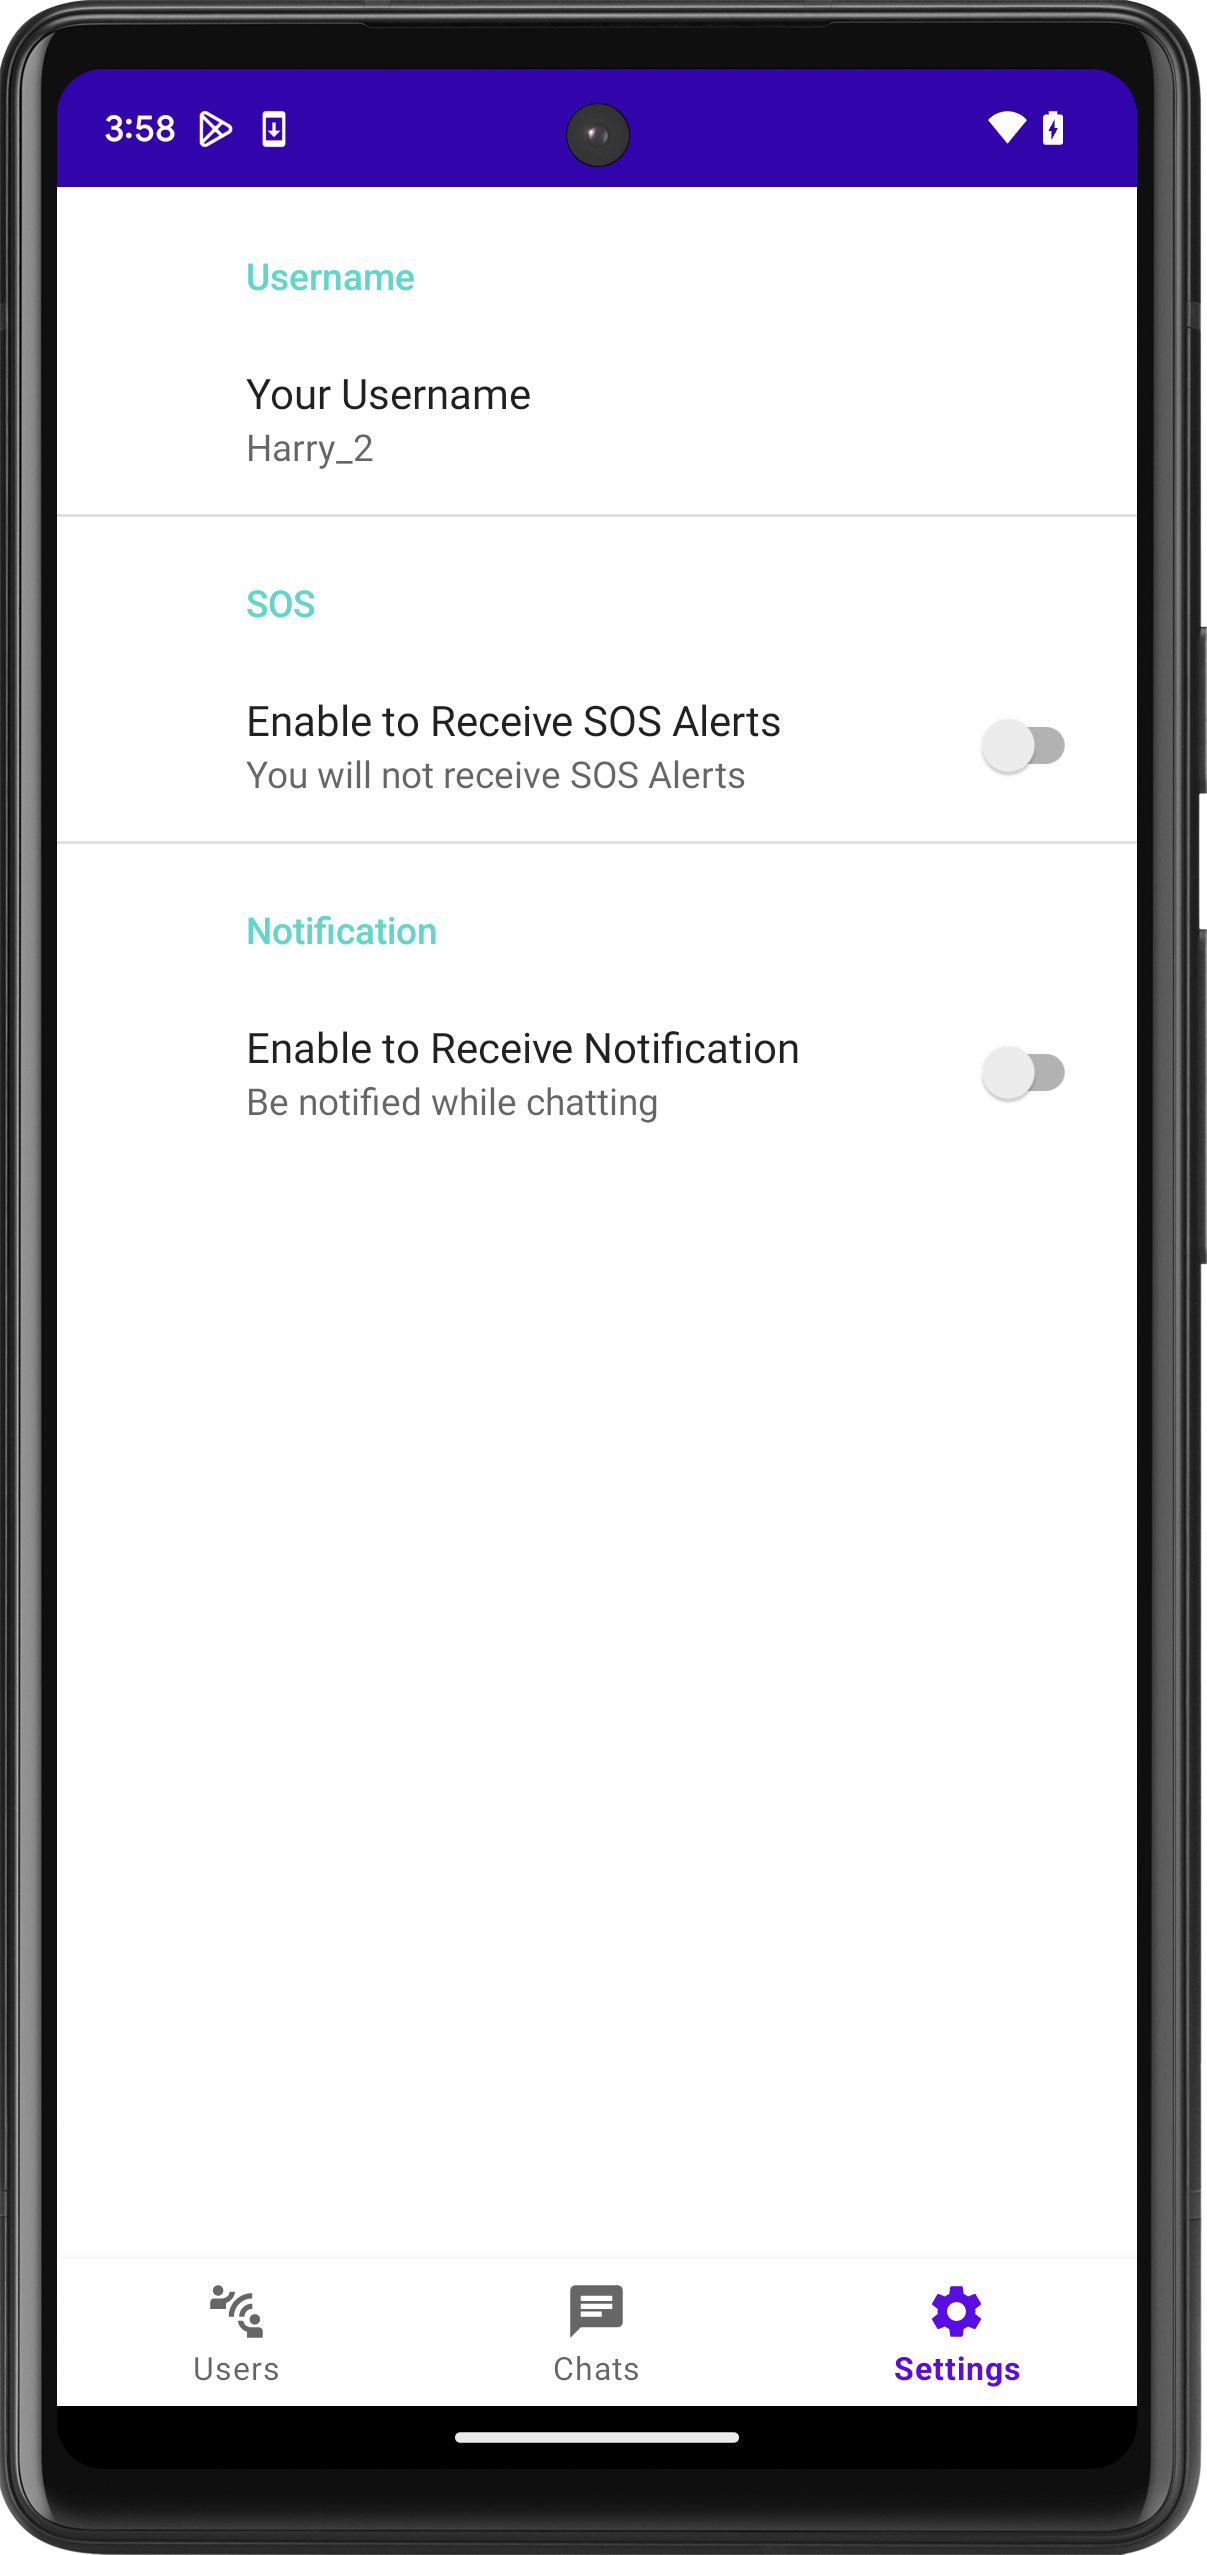 3:58
Username
Your Username
Harry_2
SOS
Enable to Receive SOS Alerts
You will not receive SOS Alerts
Notification
Enable to Receive Notification
Be notified while chatting
Users
Chats
Settings